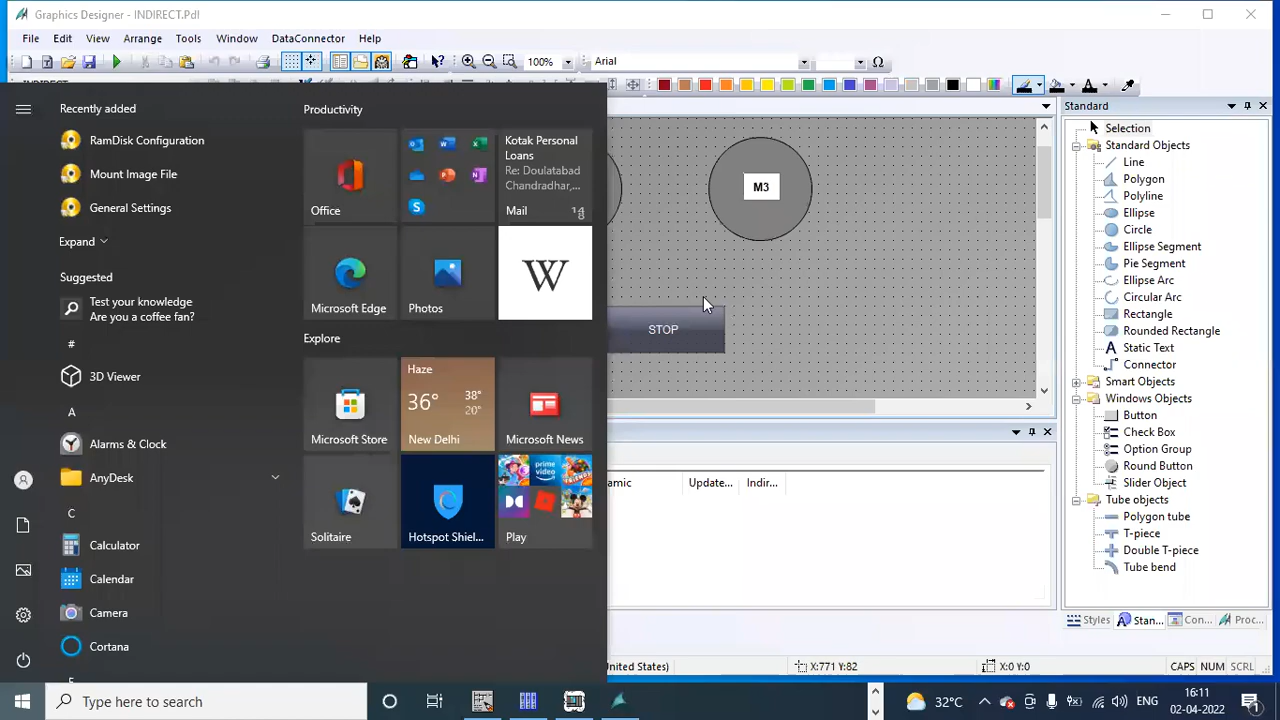 Graphics Designer - INDIRECT.Pdl
File Edit View Arrange Tools Window DataConnector Help
100% Arial
Recently added
RamDisk Configuration
Mount Image File
General Settings
Expand
Suggested
Test your knowledge
Are you a coffee fan?
#
3D Viewer
A
Alarms & Clock
AnyDesk
C
Calculator
Calendar
Camera
Cortana
Productivity
Office
Kotak Personal
Loans
Re: Doulatabad
Chandradhar,...
Mail
Microsoft Edge
Photos
W
Explore
Microsoft Store
Haze
36° 38°
20°
New Delhi
Microsoft News
Solitaire
Hotspot Shiel...
prime video
Play
M3
STOP
Update... Indir...
Standard
Selection
Standard Objects
Line
Polygon
Polyline
Ellipse
Circle
Ellipse Segment
Pie Segment
Ellipse Arc
Circular Arc
Rectangle
Rounded Rectangle
Static Text
Connector
Smart Objects
Windows Objects
Button
Check Box
Option Group
Round Button
Slider Object
Tube objects
Polygon tube
T-piece
Double T-piece
Tube bend
Styles Stan... Con... Proc...
United States) X:771 Y:82 X:0 Y:0 CAPS NUM SCRL
Type here to search
32°C ENG
16:11
02-04-2022